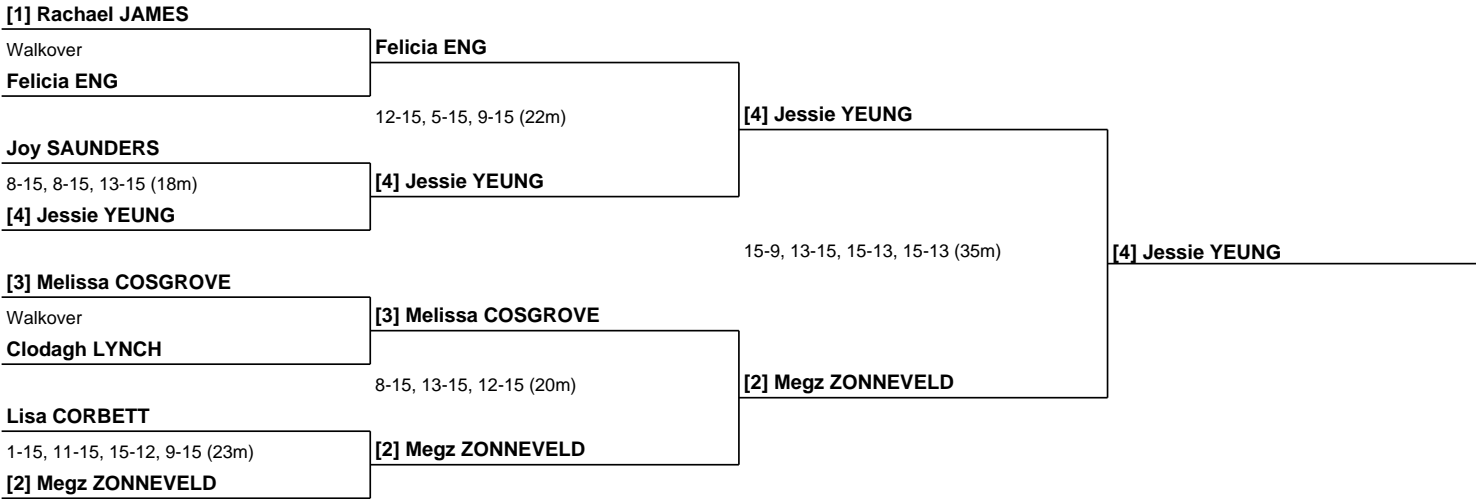 [1] Rachael JAMES
Walkover
Felicia ENG
Felicia ENG
12-15, 5-15, 9-15 (22m)
[4] Jessie YEUNG
Joy SAUNDERS
8-15, 8-15, 13-15 (18m)
[4] Jessie YEUNG
[4] Jessie YEUNG
15-9, 13-15, 15-13, 15-13 (35m)
[4] Jessie YEUNG
[3] Melissa COSGROVE
Walkover
[3] Melissa COSGROVE
Clodagh LYNCH
8-15, 13-15, 12-15 (20m)
[2] Megz ZONNEVELD
Lisa CORBETT
1-15, 11-15, 15-12, 9-15 (23m)
[2] Megz ZONNEVELD
[2] Megz ZONNEVELD